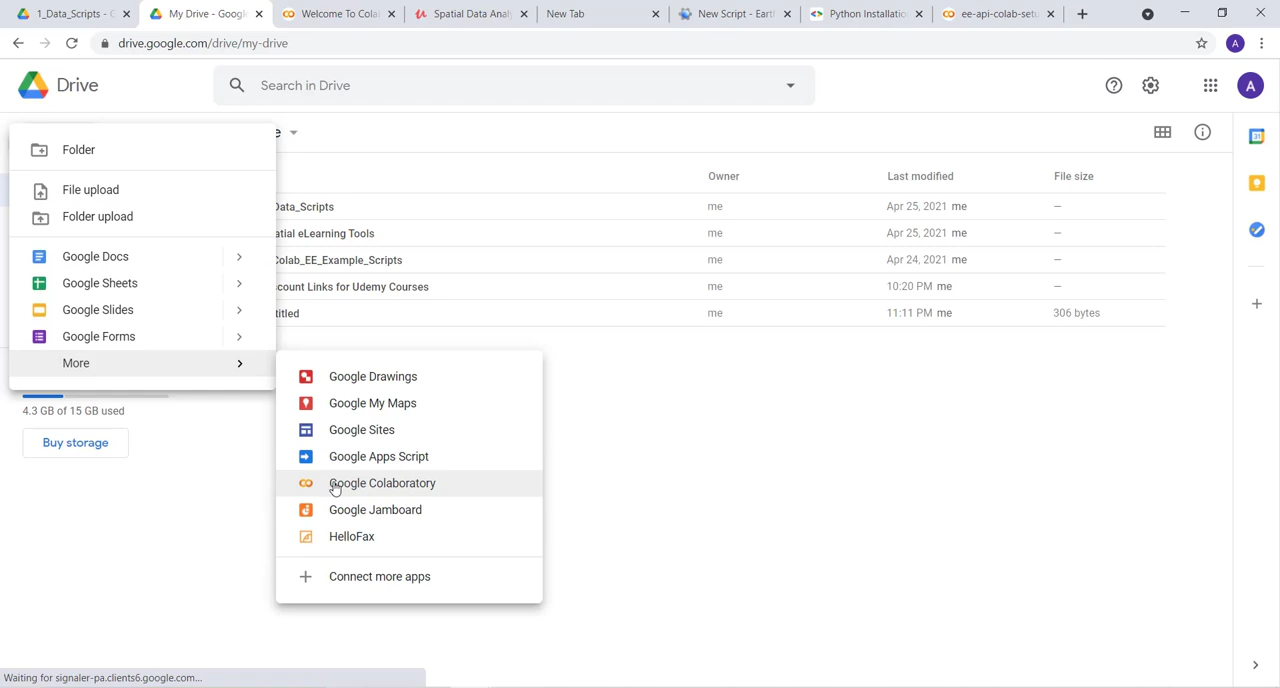 1_Data_Scripts - G
My Drive - Google
Welcome To Cola
Spatial Data Analy
New Tab
New Script - Earth
Python Installatio
ee-api-colab-setu
drive.google.com/drive/my-drive
A
Drive
Search in Drive
A
e
31
Folder
Owner
Last modified
File size
File upload
Data_Scripts
me
Apr 25, 2021 me
–
Folder upload
atial eLearning Tools
me
Apr 25, 2021 me
–
Google Docs
Colab_EE_Example_Scripts
me
Apr 24, 2021 me
–
Google Sheets
count Links for Udemy Courses
me
10:20 PM me
–
Google Slides
titled
me
11:11 PM me
306 bytes
Google Forms
More
Google Drawings
Google My Maps
4.3 GB of 15 GB used
Google Sites
Buy storage
Google Apps Script
Google Colaboratory
Google Jamboard
HelloFax
Connect more apps
Waiting for signaler-pa.clients6.google.com...